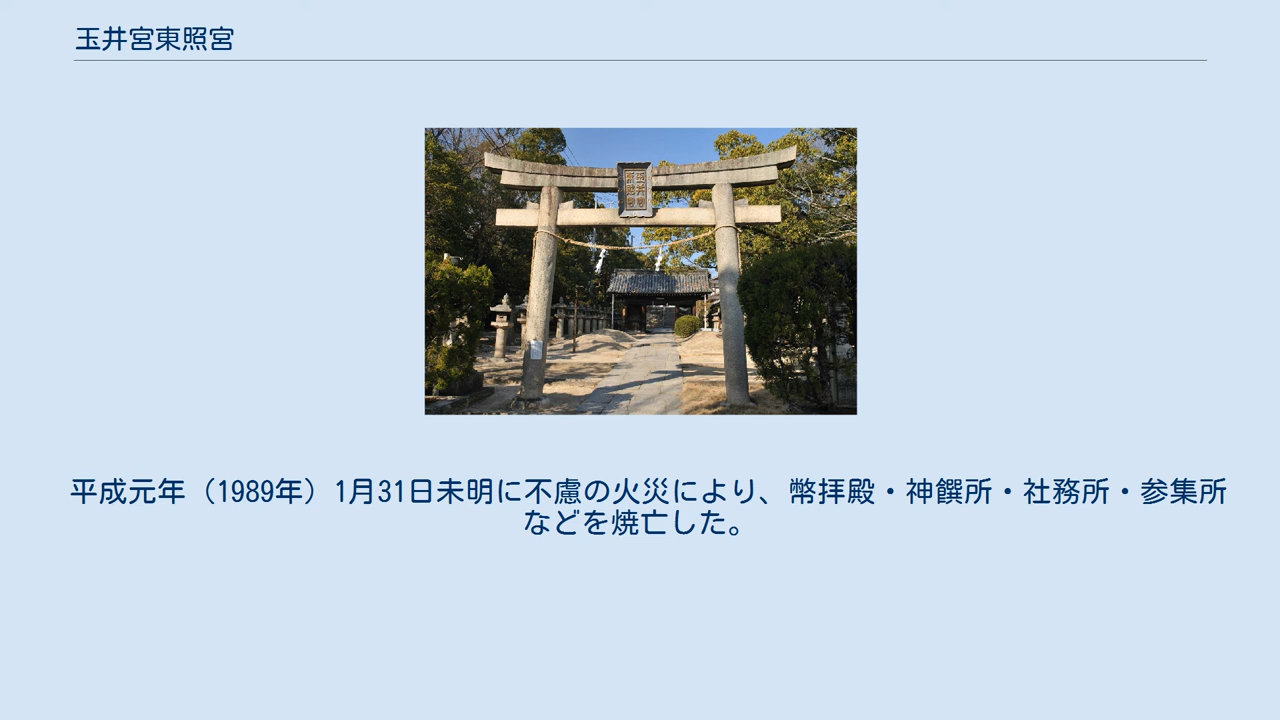 玉井宮東照宮
平成元年（1989年）1月31日未明に不慮の火災により、幣拝殿・神饌所・社務所・参集所
などを焼亡した。